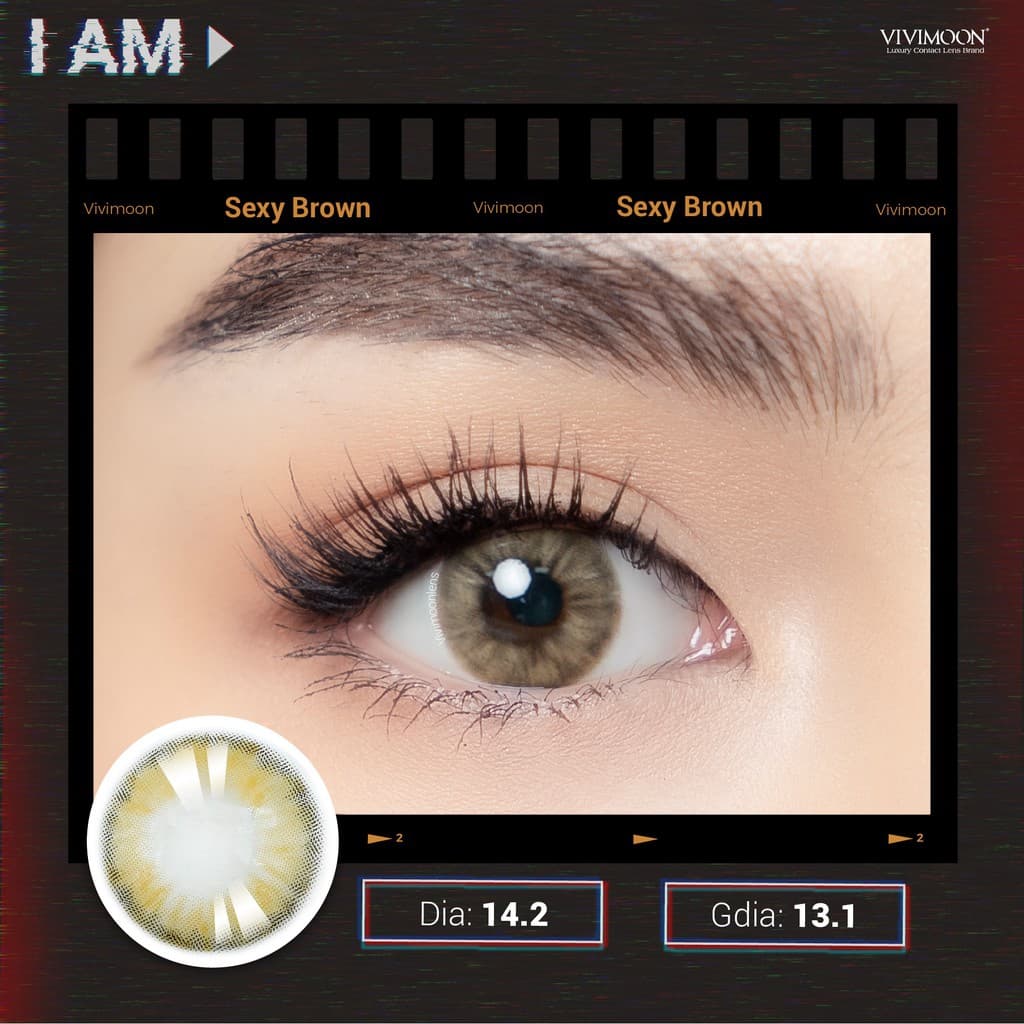 I AM
VIVIMOON®
Luxury Contact Lens Brand
Vivimoon Sexy Brown Vivimoon Sexy Brown Vivimoon
vivimoonlens
2 2
Dia: 14.2 Gdia: 13.1